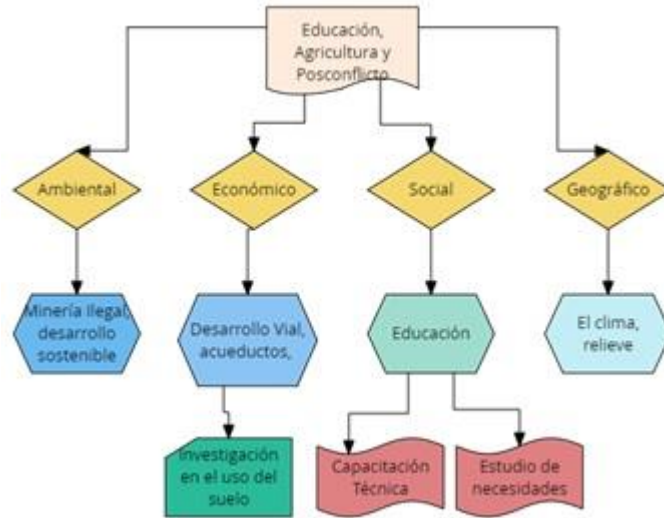 Educación,
Agricultura y
Posconflicto
Ambiental
Económico
Social
Geográfico
Minería Ilegal,
desarrollo
sostenible
Desarrollo Vial,
acueductos,
Educación
El clima,
relieve
Investigación
en el uso del
suelo
Capacitación
Técnica
Estudio de
necesidades